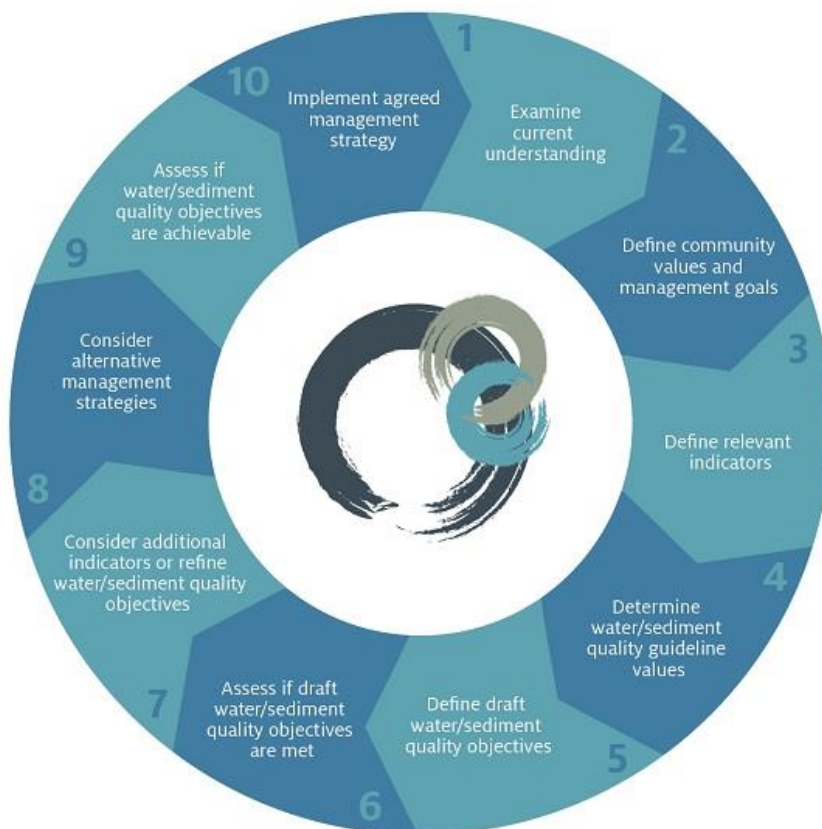 1
Examine
current
understanding
2
Define community
values and
management goals
3
Define relevant
indicators
4
Determine
water/sediment
quality guideline
values
5
Define draft
water/sediment
quality objectives
6
Assess if draft
water/sediment
quality objectives
are met
7
Consider additional
indicators or refine
water/sediment quality
objectives
8
Consider
alternative
management
strategies
9
Assess if
water/sediment
quality objectives
are achievable
10
Implement agreed
management
strategy